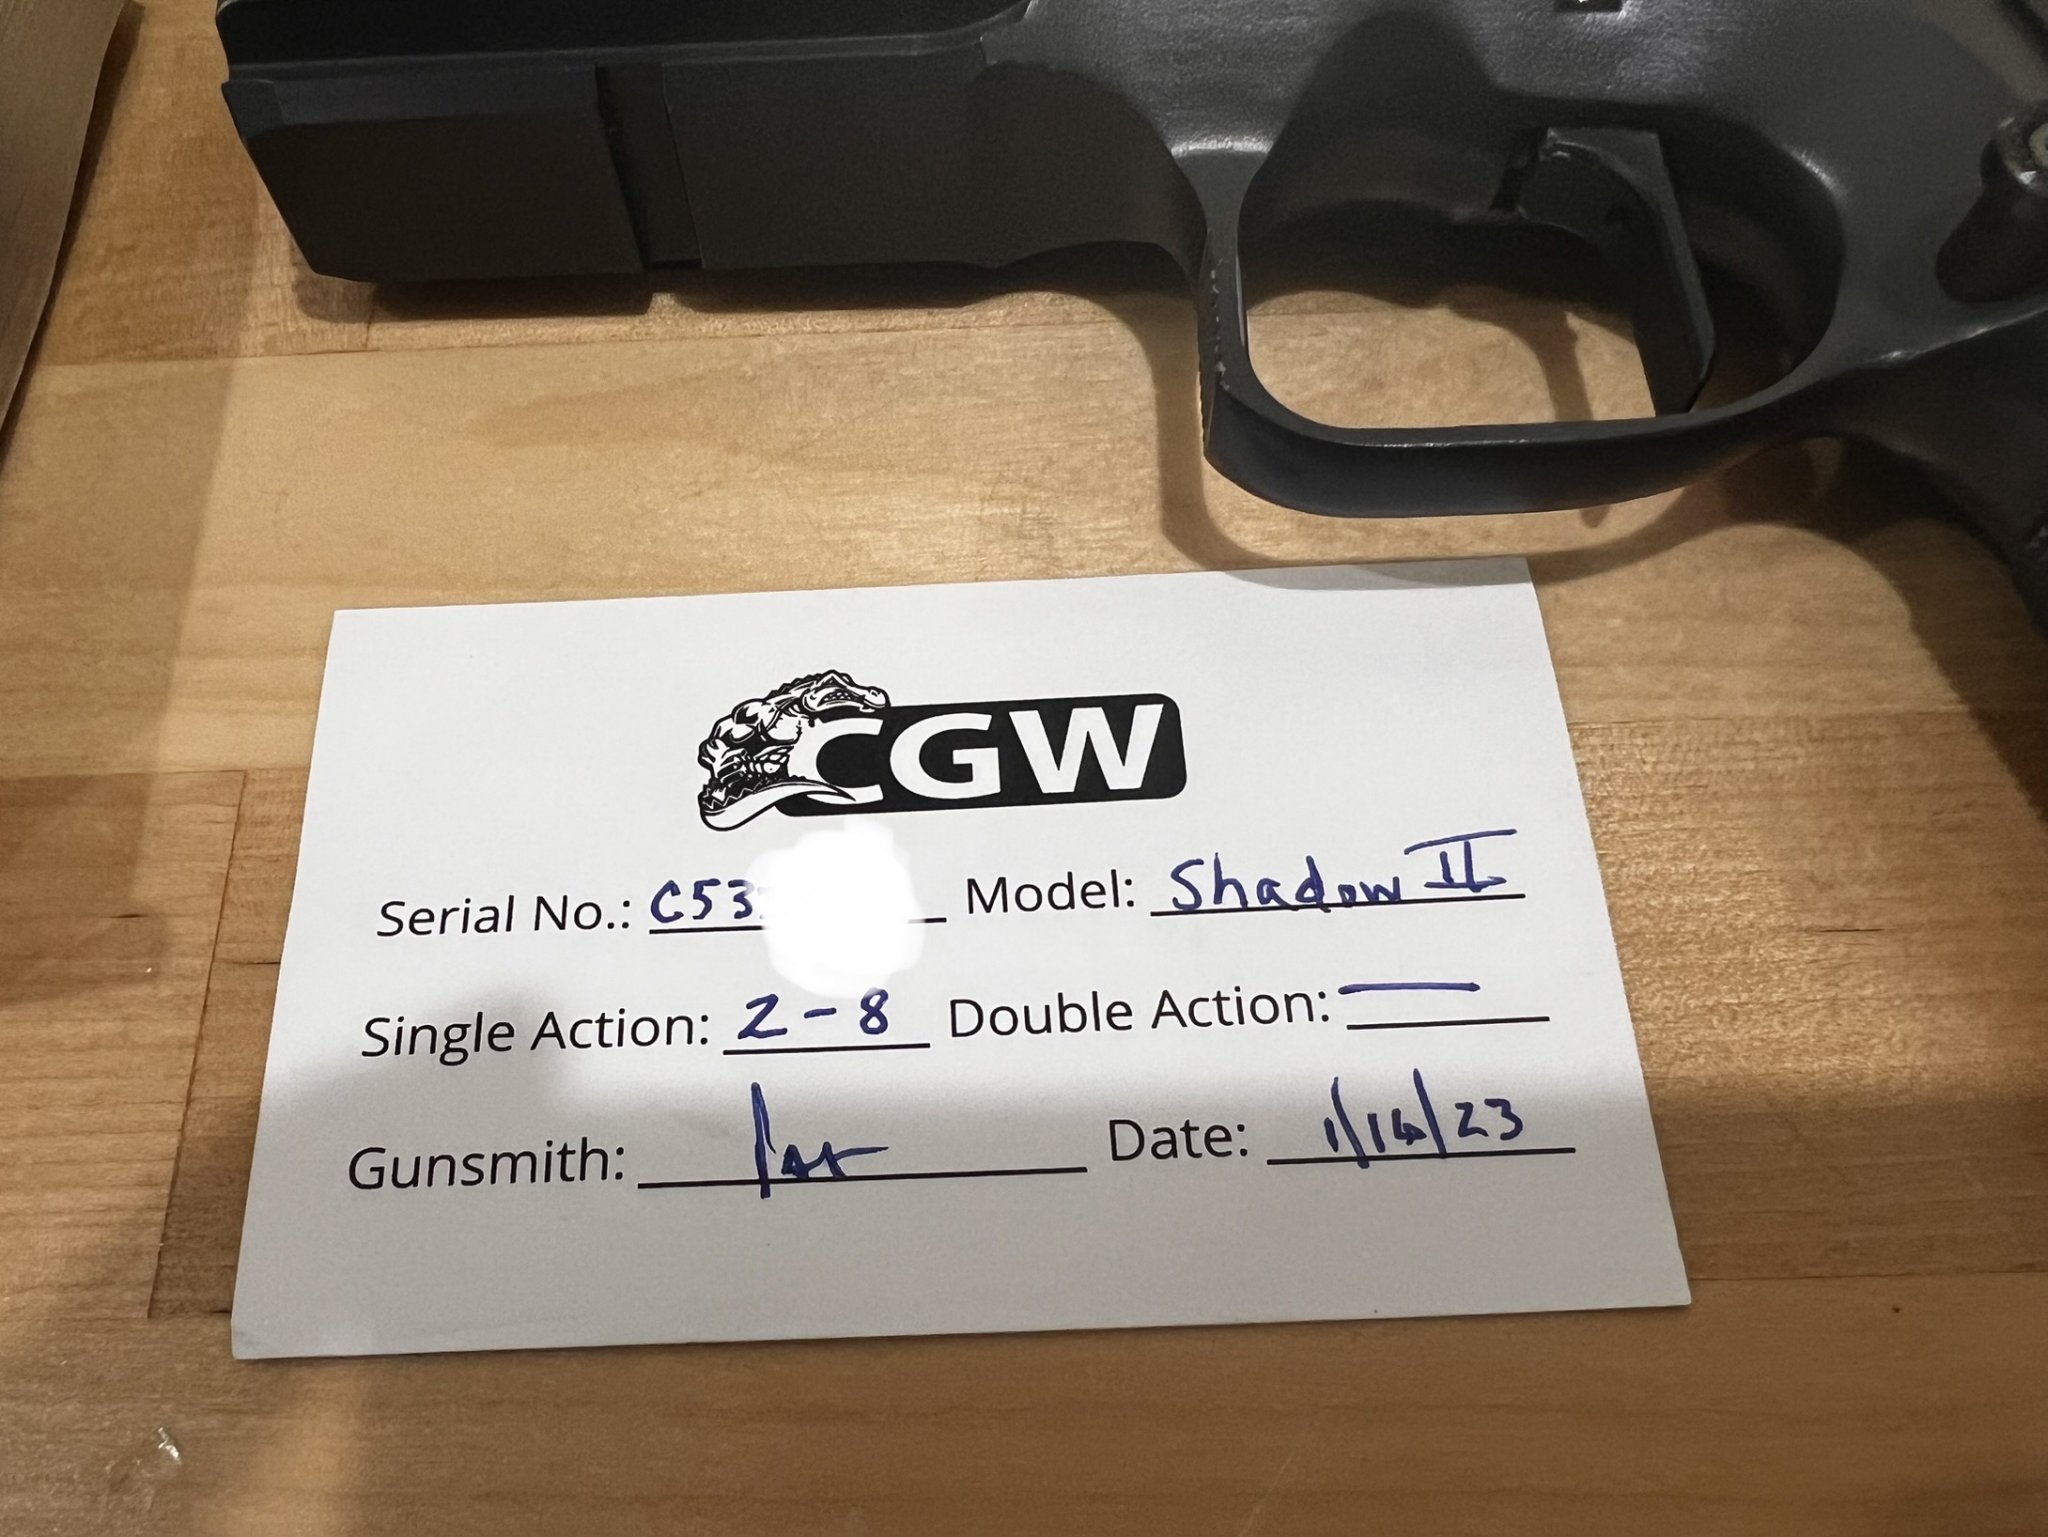 CGW
Serial No.: C53 Model: Shadow II
Single Action: 2-8 Double Action: —
Gunsmith: Date: 1/14/23